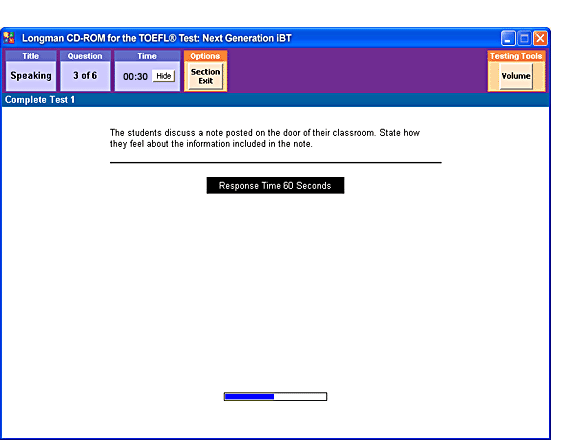 Longman CD-ROM for the TOEFL® Test: Next Generation iBT
Title Question Time Options Testing Tools
Speaking 3 of 6 00:30 Hide Section Exit Volume
Complete Test 1
The students discuss a note posted on the door of their classroom. State how
they feel about the information included in the note.
Response Time 60 Seconds